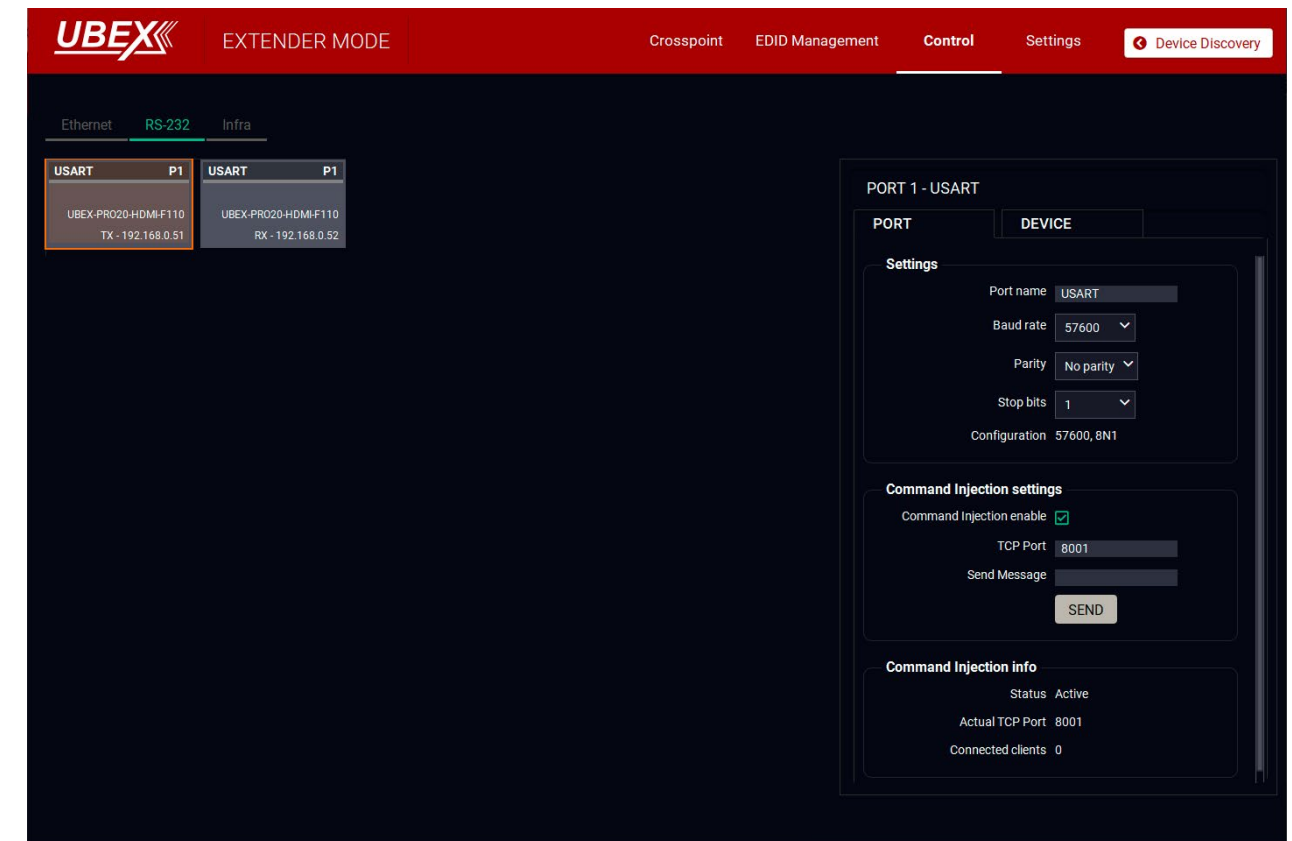 UBEX EXTENDER MODE Crosspoint EDID Management Control Settings Device Discovery
Ethernet RS-232 Infra
USART P1
UBEX-PRO20-HDMI-F110
TX - 192.168.0.51
USART P1
UBEX-PRO20-HDMI-F110
RX - 192.168.0.52
PORT 1 - USART
PORT DEVICE
Settings
Port name USART
Baud rate 57600
Parity No parity
Stop bits 1
Configuration 57600, 8N1
Command Injection settings
Command Injection enable
TCP Port 8001
Send Message
SEND
Command Injection info
Status Active
Actual TCP Port 8001
Connected clients 0